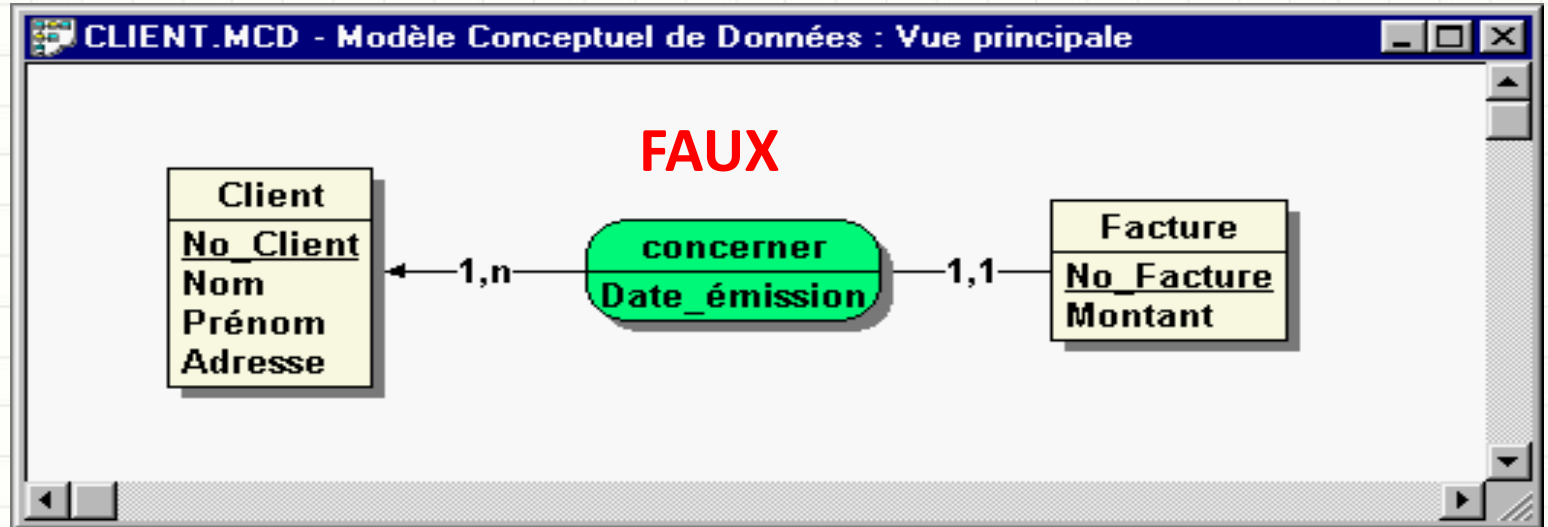 CLIENT.MCD - Modèle Conceptuel de Données : Vue principale
FAUX
Client
No_Client
Nom
Prénom
Adresse
1,n
concerner
Date_émission
1,1
Facture
No_Facture
Montant